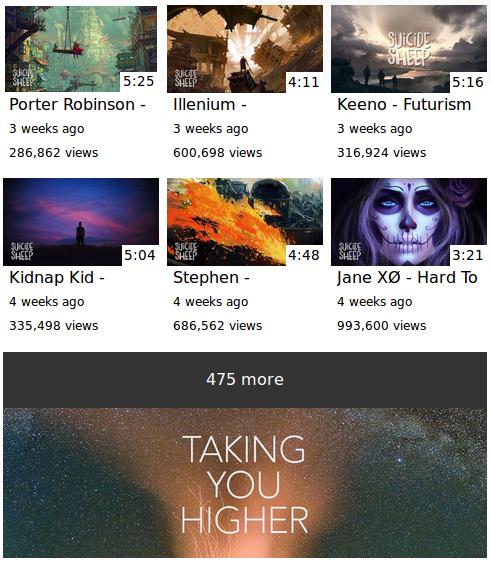 SUICIDE
SHEEP
5:25
SUICIDE
SHEEP
4:11
SUICIDE
SHEEP
5:16
Porter Robinson -
Illenium -
Keeno - Futurism
3 weeks ago
3 weeks ago
3 weeks ago
286,862 views
600,698 views
316,924 views
SUICIDE
SHEEP
5:04
SUICIDE
SHEEP
4:48
SUICIDE
SHEEP
3:21
Kidnap Kid -
Stephen -
Jane XØ - Hard To
4 weeks ago
4 weeks ago
4 weeks ago
335,498 views
686,562 views
993,600 views
475 more
TAKING
YOU
HIGHER